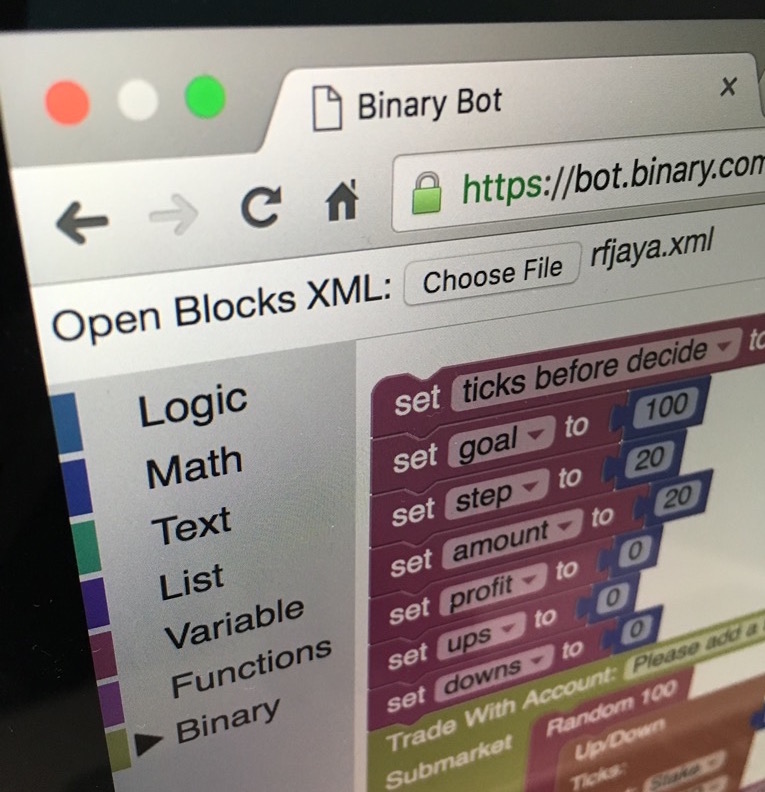 Binary Bot ×
https://bot.binary.com
Open Blocks XML: Choose File rfjaya.xml
Logic
Math
Text
List
Variable
Functions
Binary
set ticks before decide to
set goal to 100
set step to 20
set amount to 20
set profit to 0
set ups to 0
set downs to 0
Trade With Account: Please add a
Submarket Random 100
Up/Down
Ticks:
Stake